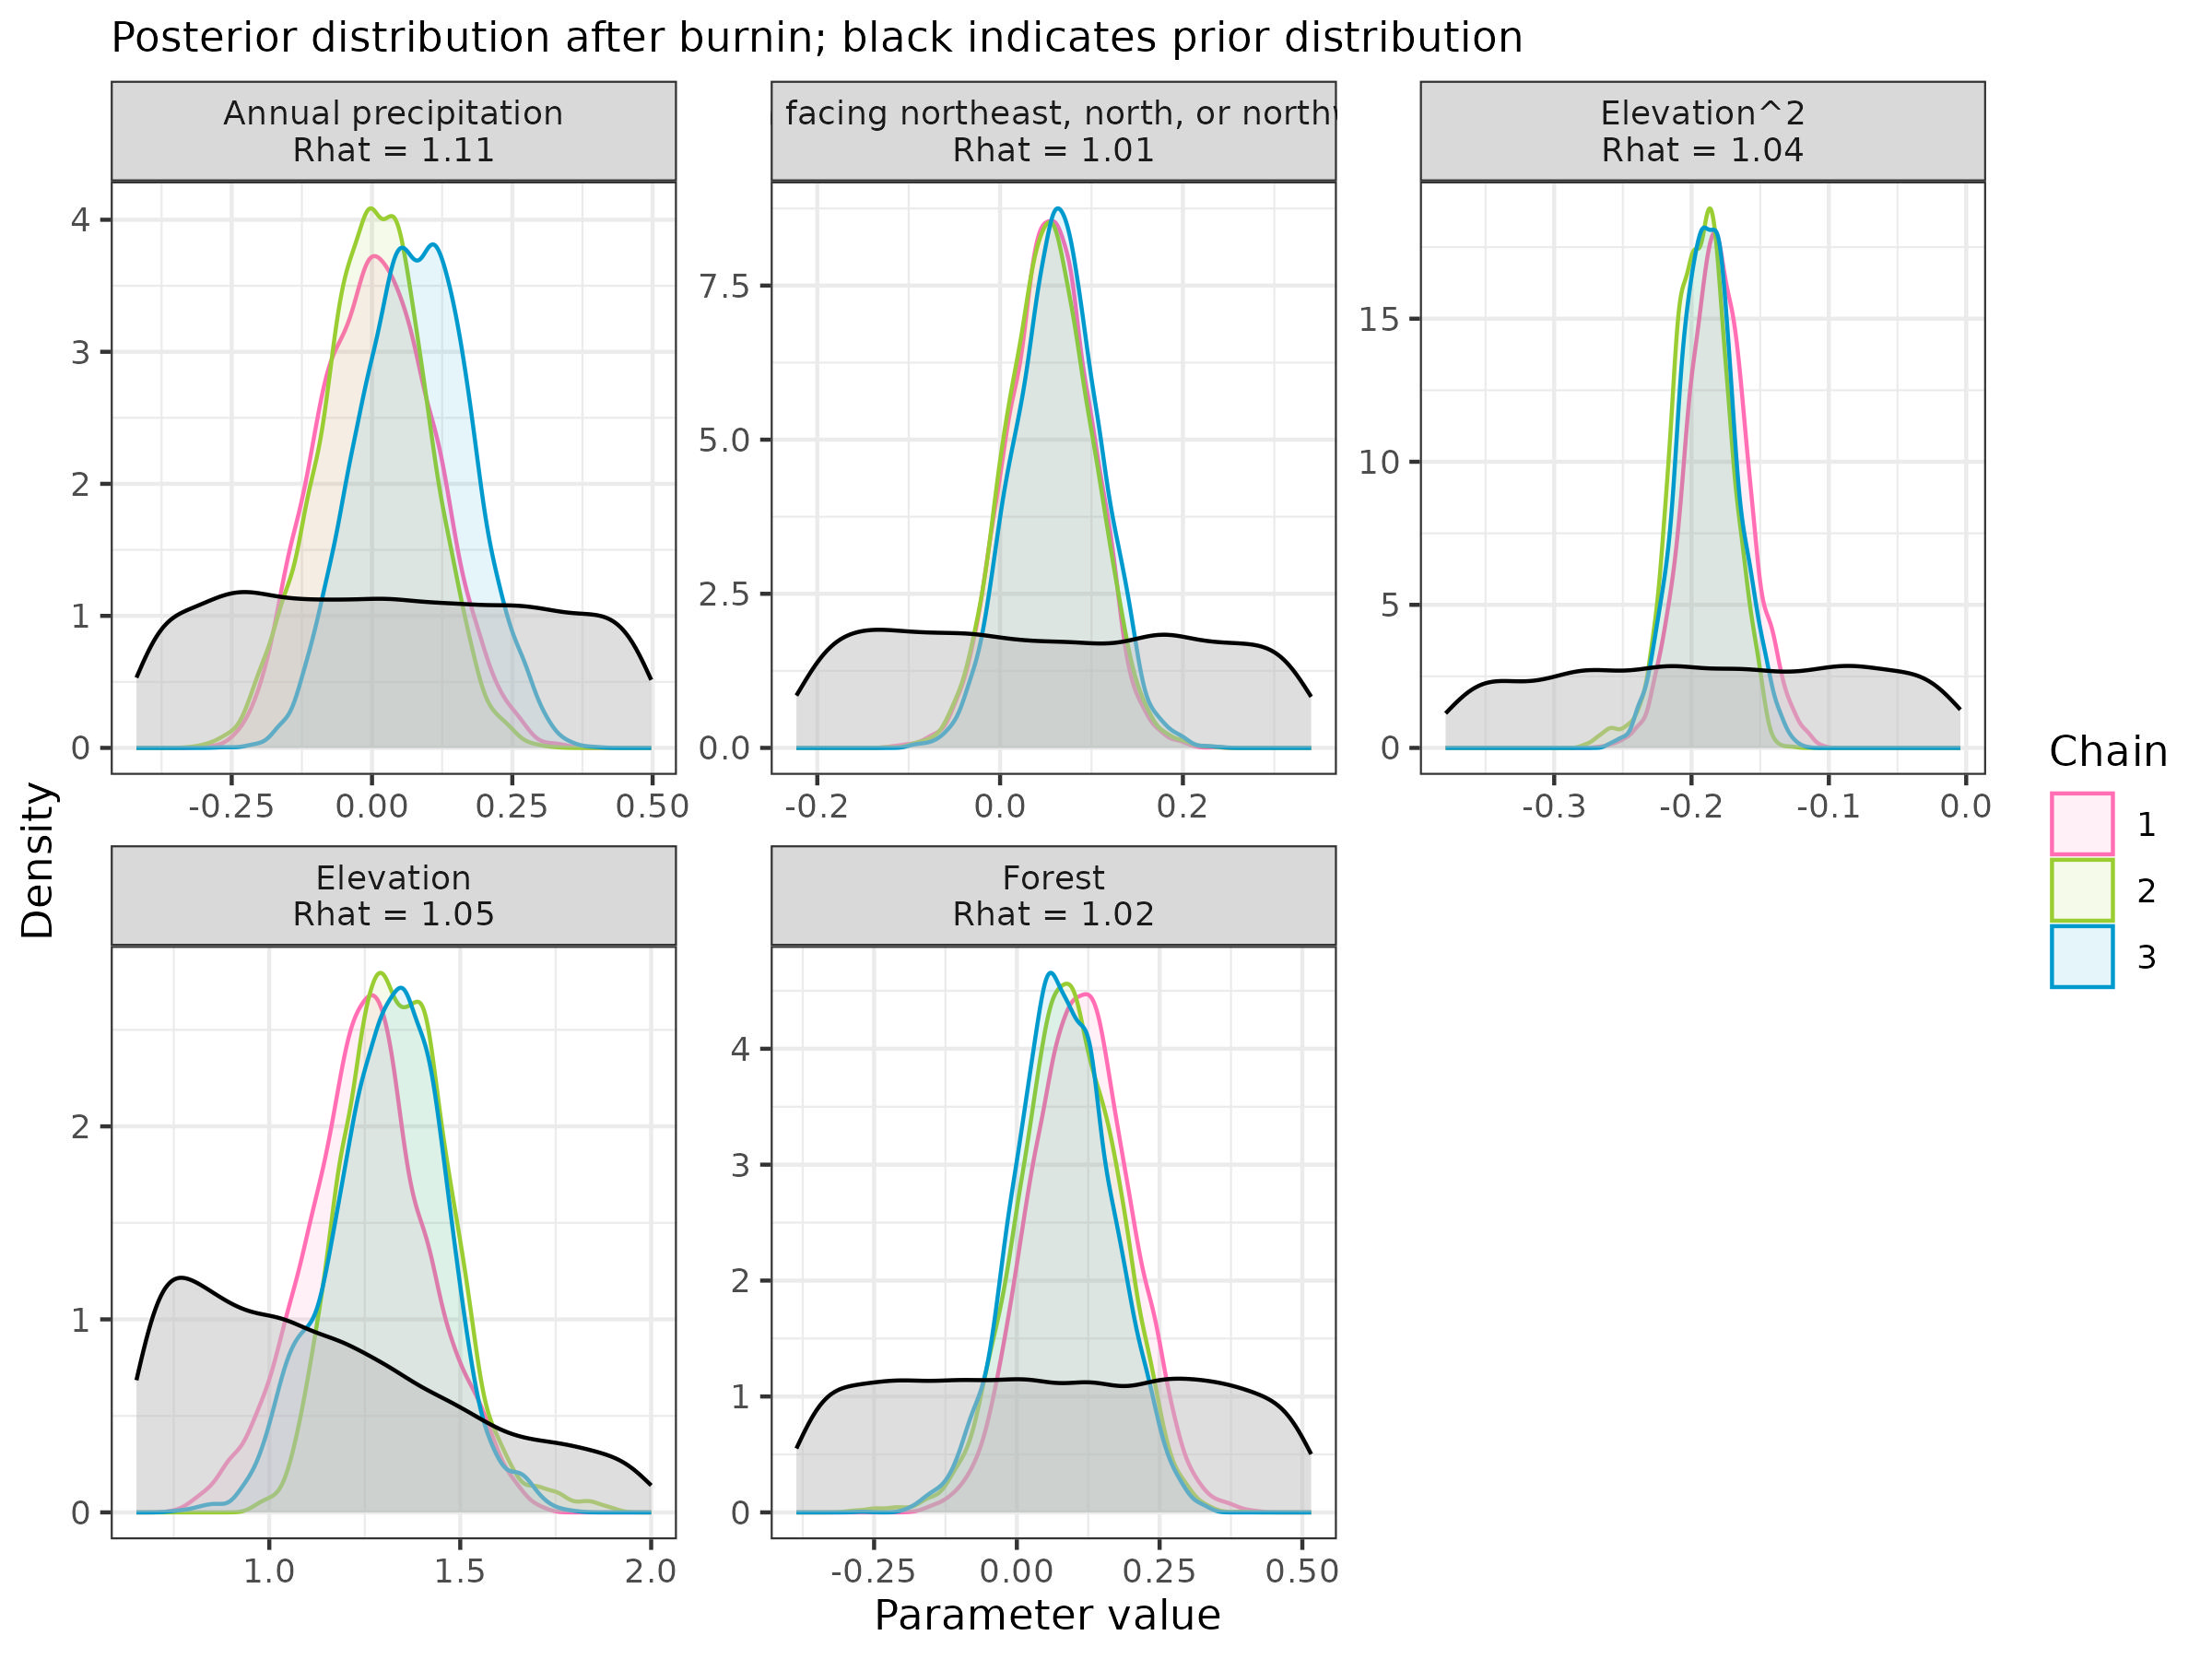 Posterior distribution after burnin; black indicates prior distribution
Annual precipitation
Rhat = 1.11
facing northeast, north, or north
Rhat = 1.01
Elevation^2
Rhat = 1.04
4
3
2
1
0
-0.25 0.00 0.25 0.50
7.5
5.0
2.5
0.0
-0.2 0.0 0.2
15
10
5
0
-0.3 -0.2 -0.1 0.0
Elevation
Rhat = 1.05
Forest
Rhat = 1.02
2
1
0
1.0 1.5 2.0
4
3
2
1
0
-0.25 0.00 0.25 0.50
Density
Parameter value
Chain
1
2
3